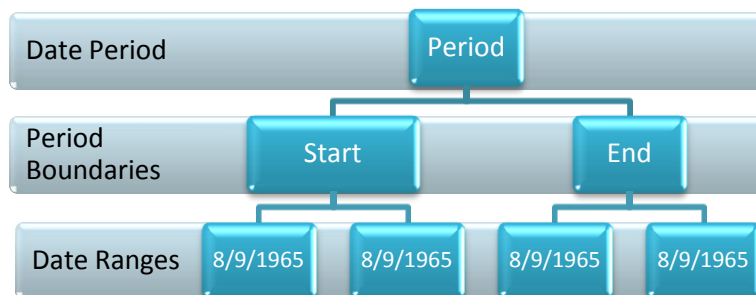 Date Period
Period
Period
Boundaries
Start
End
Date Ranges
8/9/1965
8/9/1965
8/9/1965
8/9/1965